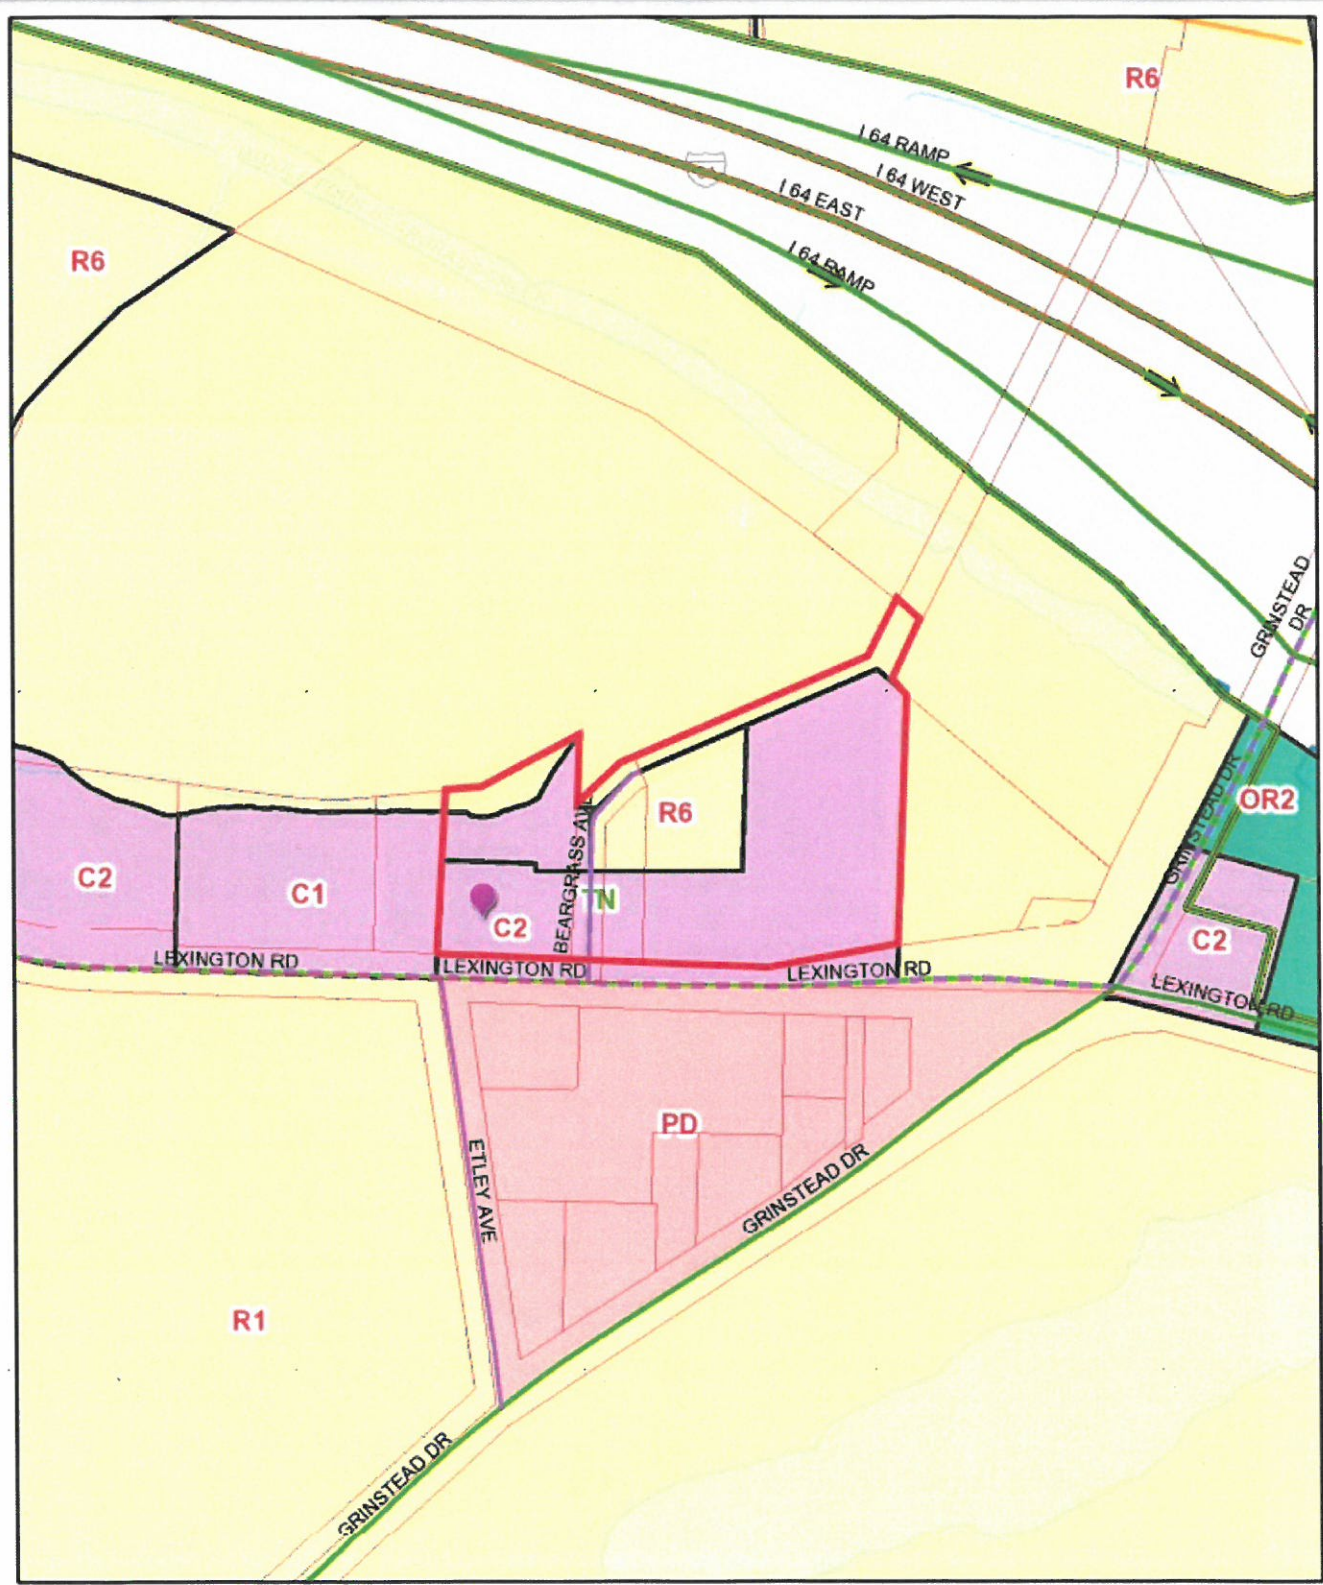 R6
I 64 RAMP
I 64 WEST
I 64 EAST
I 64 RAMP
R6
GRINSTEAD
DR
GRINSTEAD DR
OR2
R6
BEARGRASS AVE
TN
C2
C1
C2
C2
LEXINGTON RD
LEXINGTON RD
LEXINGTON RD
LEXINGTON RD
PD
ETLEY AVE
GRINSTEAD DR
R1
GRINSTEAD DR